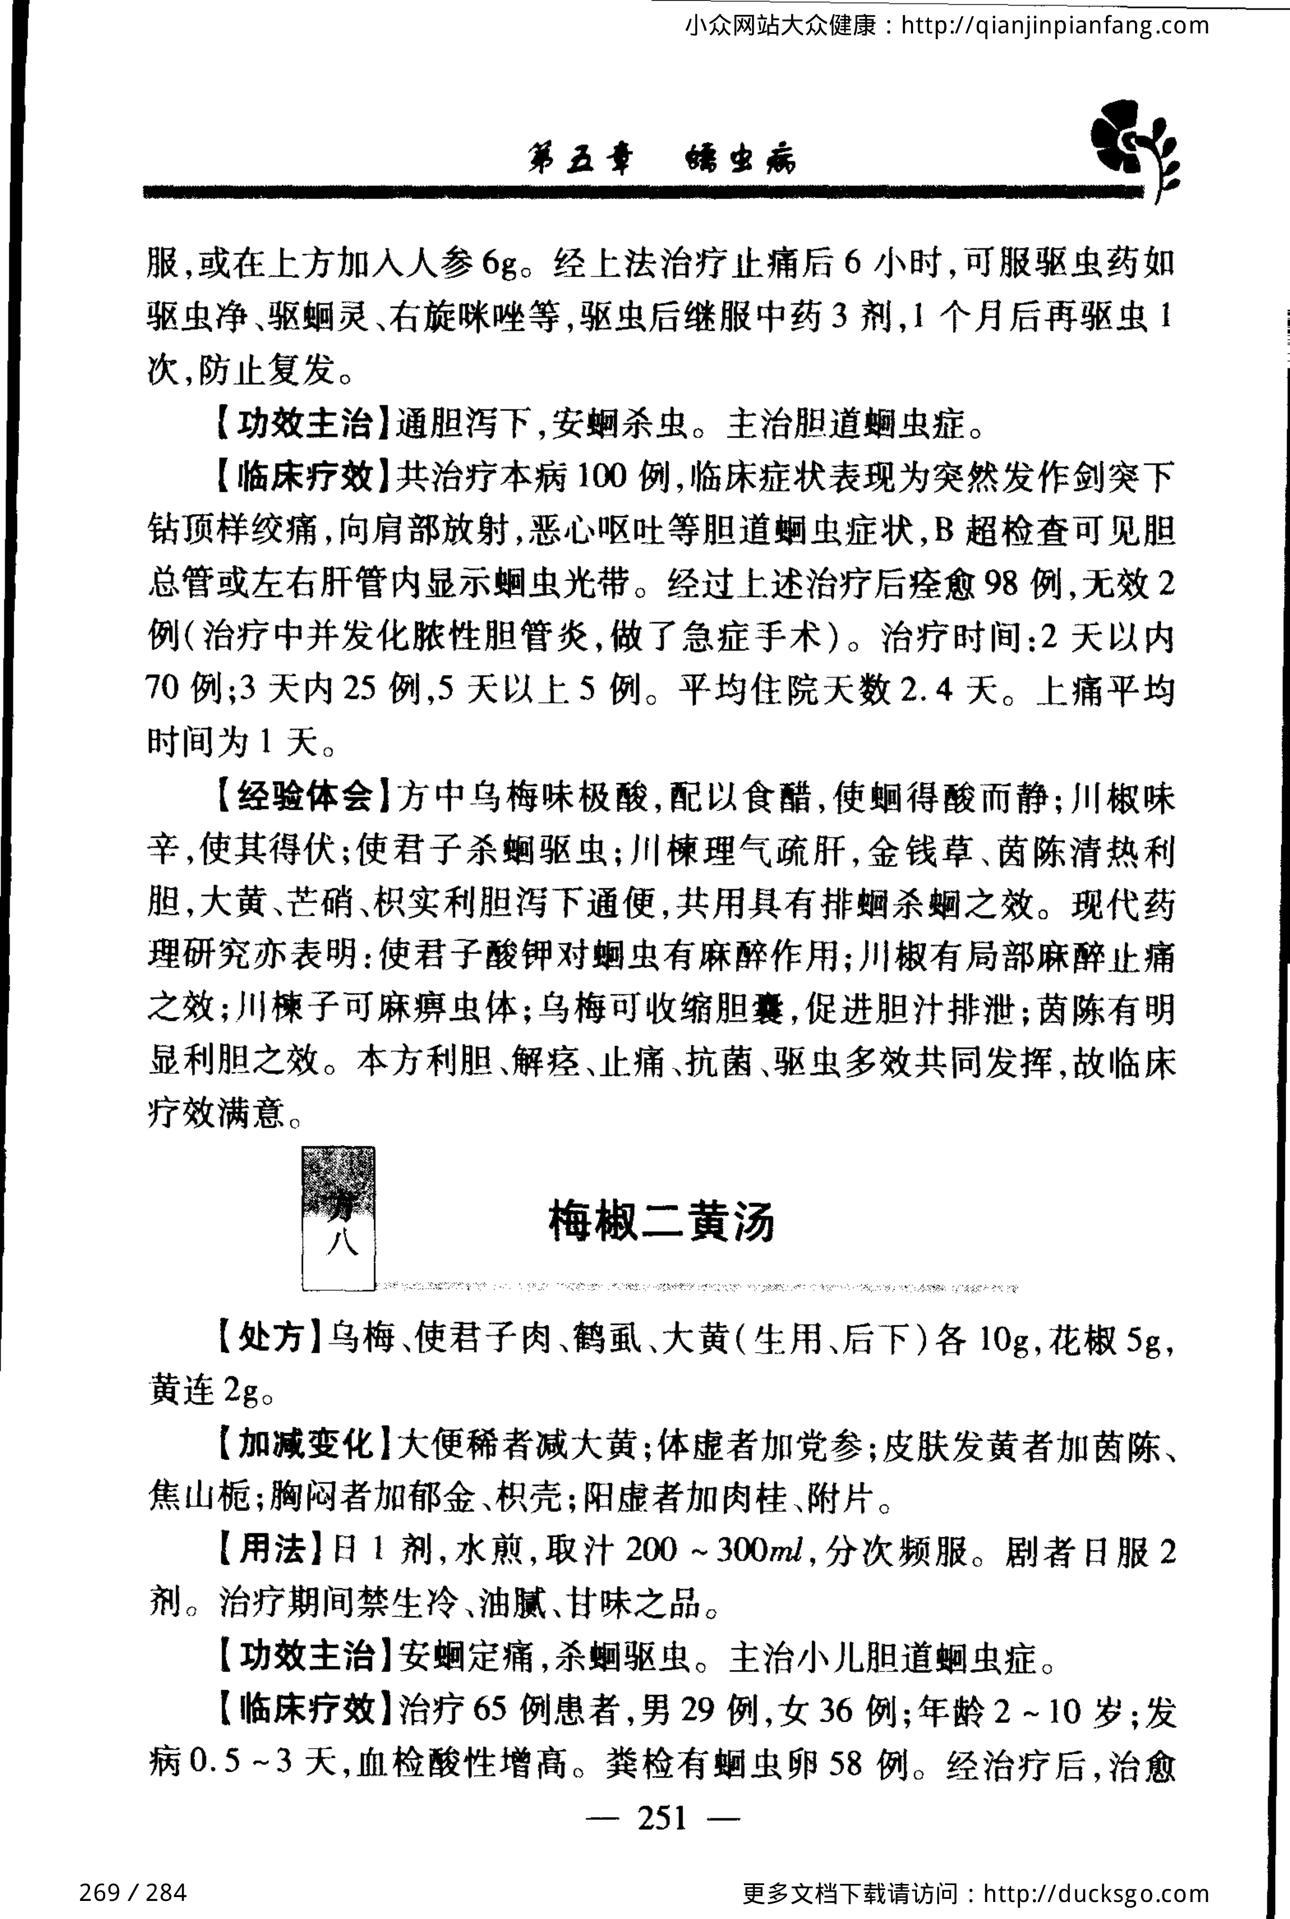 小众网站大众健康：http://qianjinpianfang.com
第五章 蠕虫病
服,或在上方加入人参6g。经上法治疗止痛后6小时,可服驱虫药如
驱虫净、驱蛔灵、右旋咪唑等,驱虫后继服中药3剂,1个月后再驱虫1
次,防止复发。
【功效主治】通胆泻下,安蛔杀虫。主治胆道蛔虫症。
【临床疗效】共治疗本病100例,临床症状表现为突然发作剑突下
钻顶样绞痛,向肩部放射,恶心呕吐等胆道蛔虫症状,B超检查可见胆
总管或左右肝管内显示蛔虫光带。经过上述治疗后痊愈98例,无效2
例(治疗中并发化脓性胆管炎,做了急症手术)。治疗时间:2天以内
70例;3天内25例,5天以上5例。平均住院天数2.4天。上痛平均
时间为1天。
【经验体会】方中乌梅味极酸,配以食醋,使蛔得酸而静;川椒味
辛,使其得伏;使君子杀蛔驱虫;川楝理气疏肝,金钱草、茵陈清热利
胆,大黄、芒硝、枳实利胆泻下通便,共用具有排蛔杀蛔之效。现代药
理研究亦表明:使君子酸钾对蛔虫有麻醉作用;川椒有局部麻醉止痛
之效;川楝子可麻痹虫体;乌梅可收缩胆囊,促进胆汁排泄;茵陈有明
显利胆之效。本方利胆、解痉、止痛、抗菌、驱虫多效共同发挥,故临床
疗效满意。
方八
梅椒二黄汤
【处方】乌梅、使君子肉、鹤虱、大黄(生用、后下)各10g,花椒5g,
黄连2g。
【加减变化】大便稀者减大黄;体虚者加党参;皮肤发黄者加茵陈、
焦山栀;胸闷者加郁金、枳壳;阳虚者加肉桂、附片。
【用法】日1剂,水煎,取汁200~300ml,分次频服。剧者日服2
剂。治疗期间禁生冷、油腻、甘味之品。
【功效主治】安蛔定痛,杀蛔驱虫。主治小儿胆道蛔虫症。
【临床疗效】治疗65例患者,男29例,女36例;年龄2~10岁;发
病0.5~3天,血检酸性增高。粪检有蛔虫卵58例。经治疗后,治愈
— 251 —
269 / 284
更多文档下载请访问：http://ducksgo.com